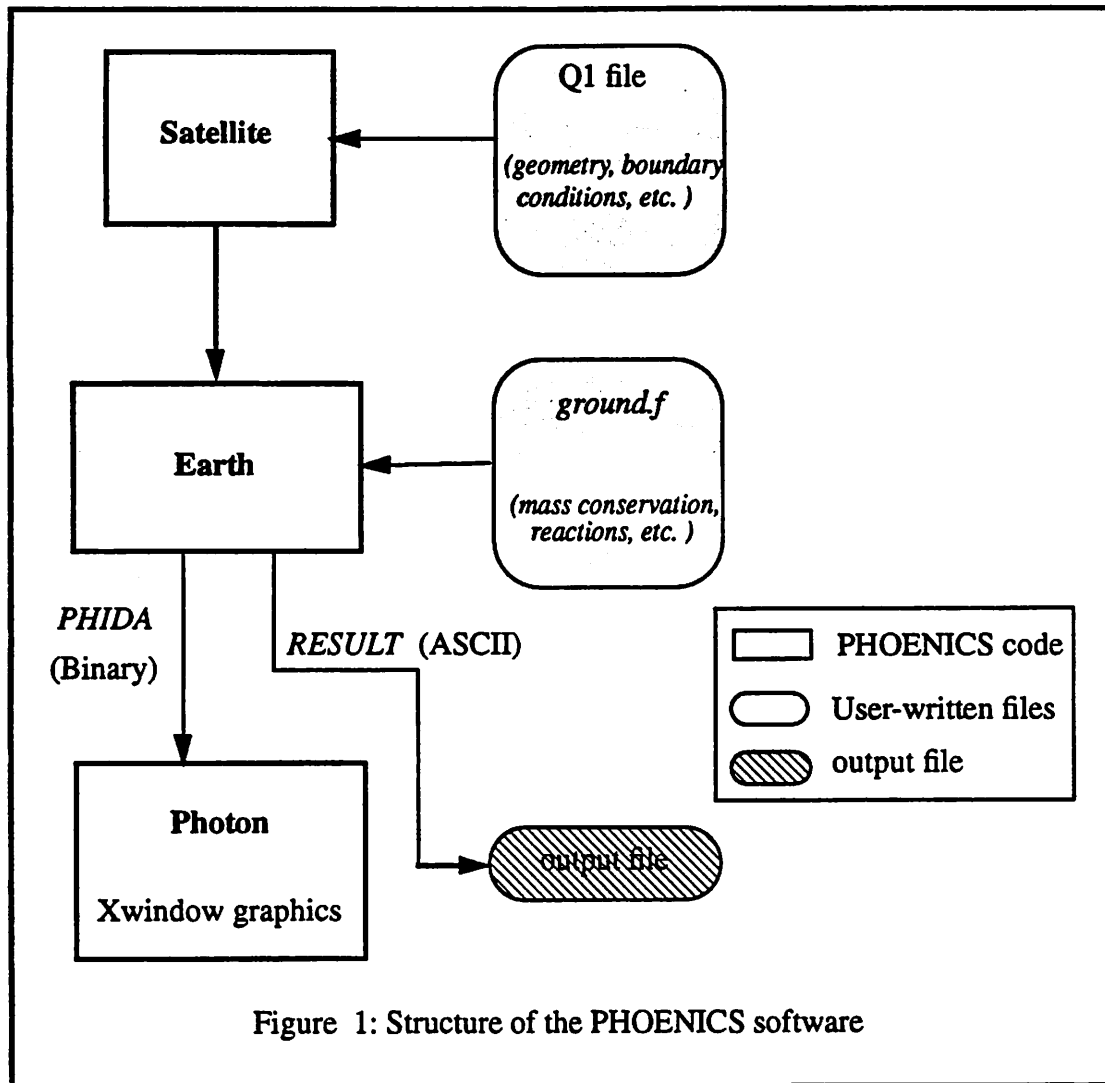 Q1 file
Satellite
(geometry, boundary
conditions, etc. )
ground.f
Earth
(mass conservation,
reactions, etc. )
PHIDA
(Binary)
RESULT (ASCII)
PHOENICS code
User-written files
output file
Photon
Xwindow graphics
output file
Figure 1: Structure of the PHOENICS software